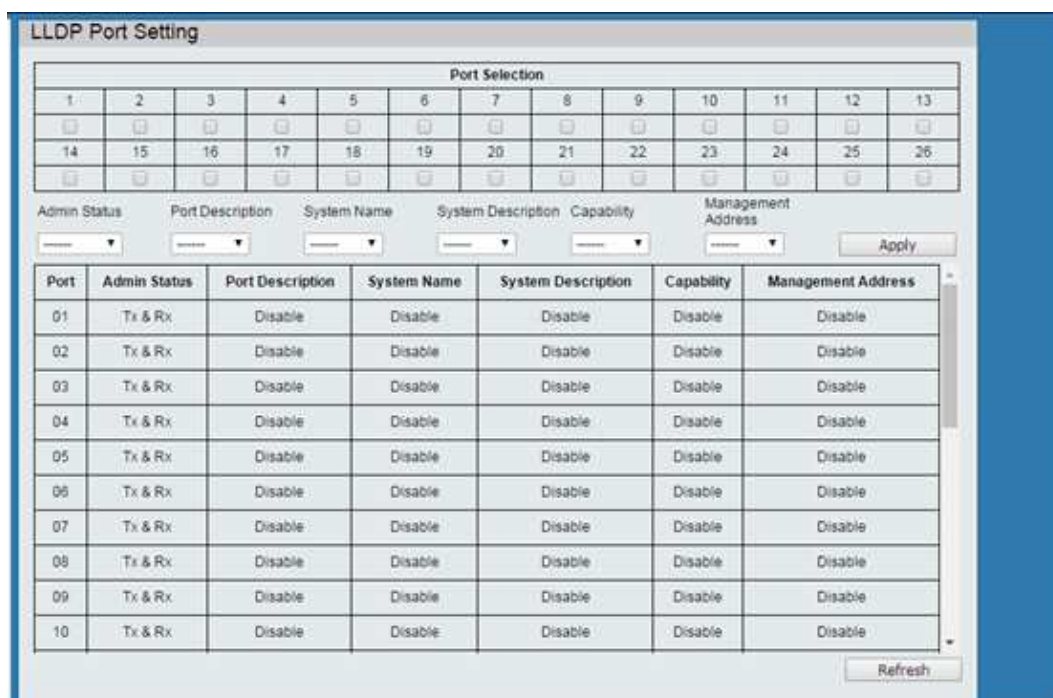 LLDP Port Setting
Port Selection
1 2 3 4 5 6 7 8 9 10 11 12 13
14 15 16 17 18 19 20 21 22 23 24 25 26
Admin Status Port Description System Name System Description Capability Management Address
------ ------ ------ ------ ------ ------ Apply
Port Admin Status Port Description System Name System Description Capability Management Address
01 Tx & Rx Disable Disable Disable Disable Disable
02 Tx & Rx Disable Disable Disable Disable Disable
03 Tx & Rx Disable Disable Disable Disable Disable
04 Tx & Rx Disable Disable Disable Disable Disable
05 Tx & Rx Disable Disable Disable Disable Disable
06 Tx & Rx Disable Disable Disable Disable Disable
07 Tx & Rx Disable Disable Disable Disable Disable
08 Tx & Rx Disable Disable Disable Disable Disable
09 Tx & Rx Disable Disable Disable Disable Disable
10 Tx & Rx Disable Disable Disable Disable Disable
Refresh